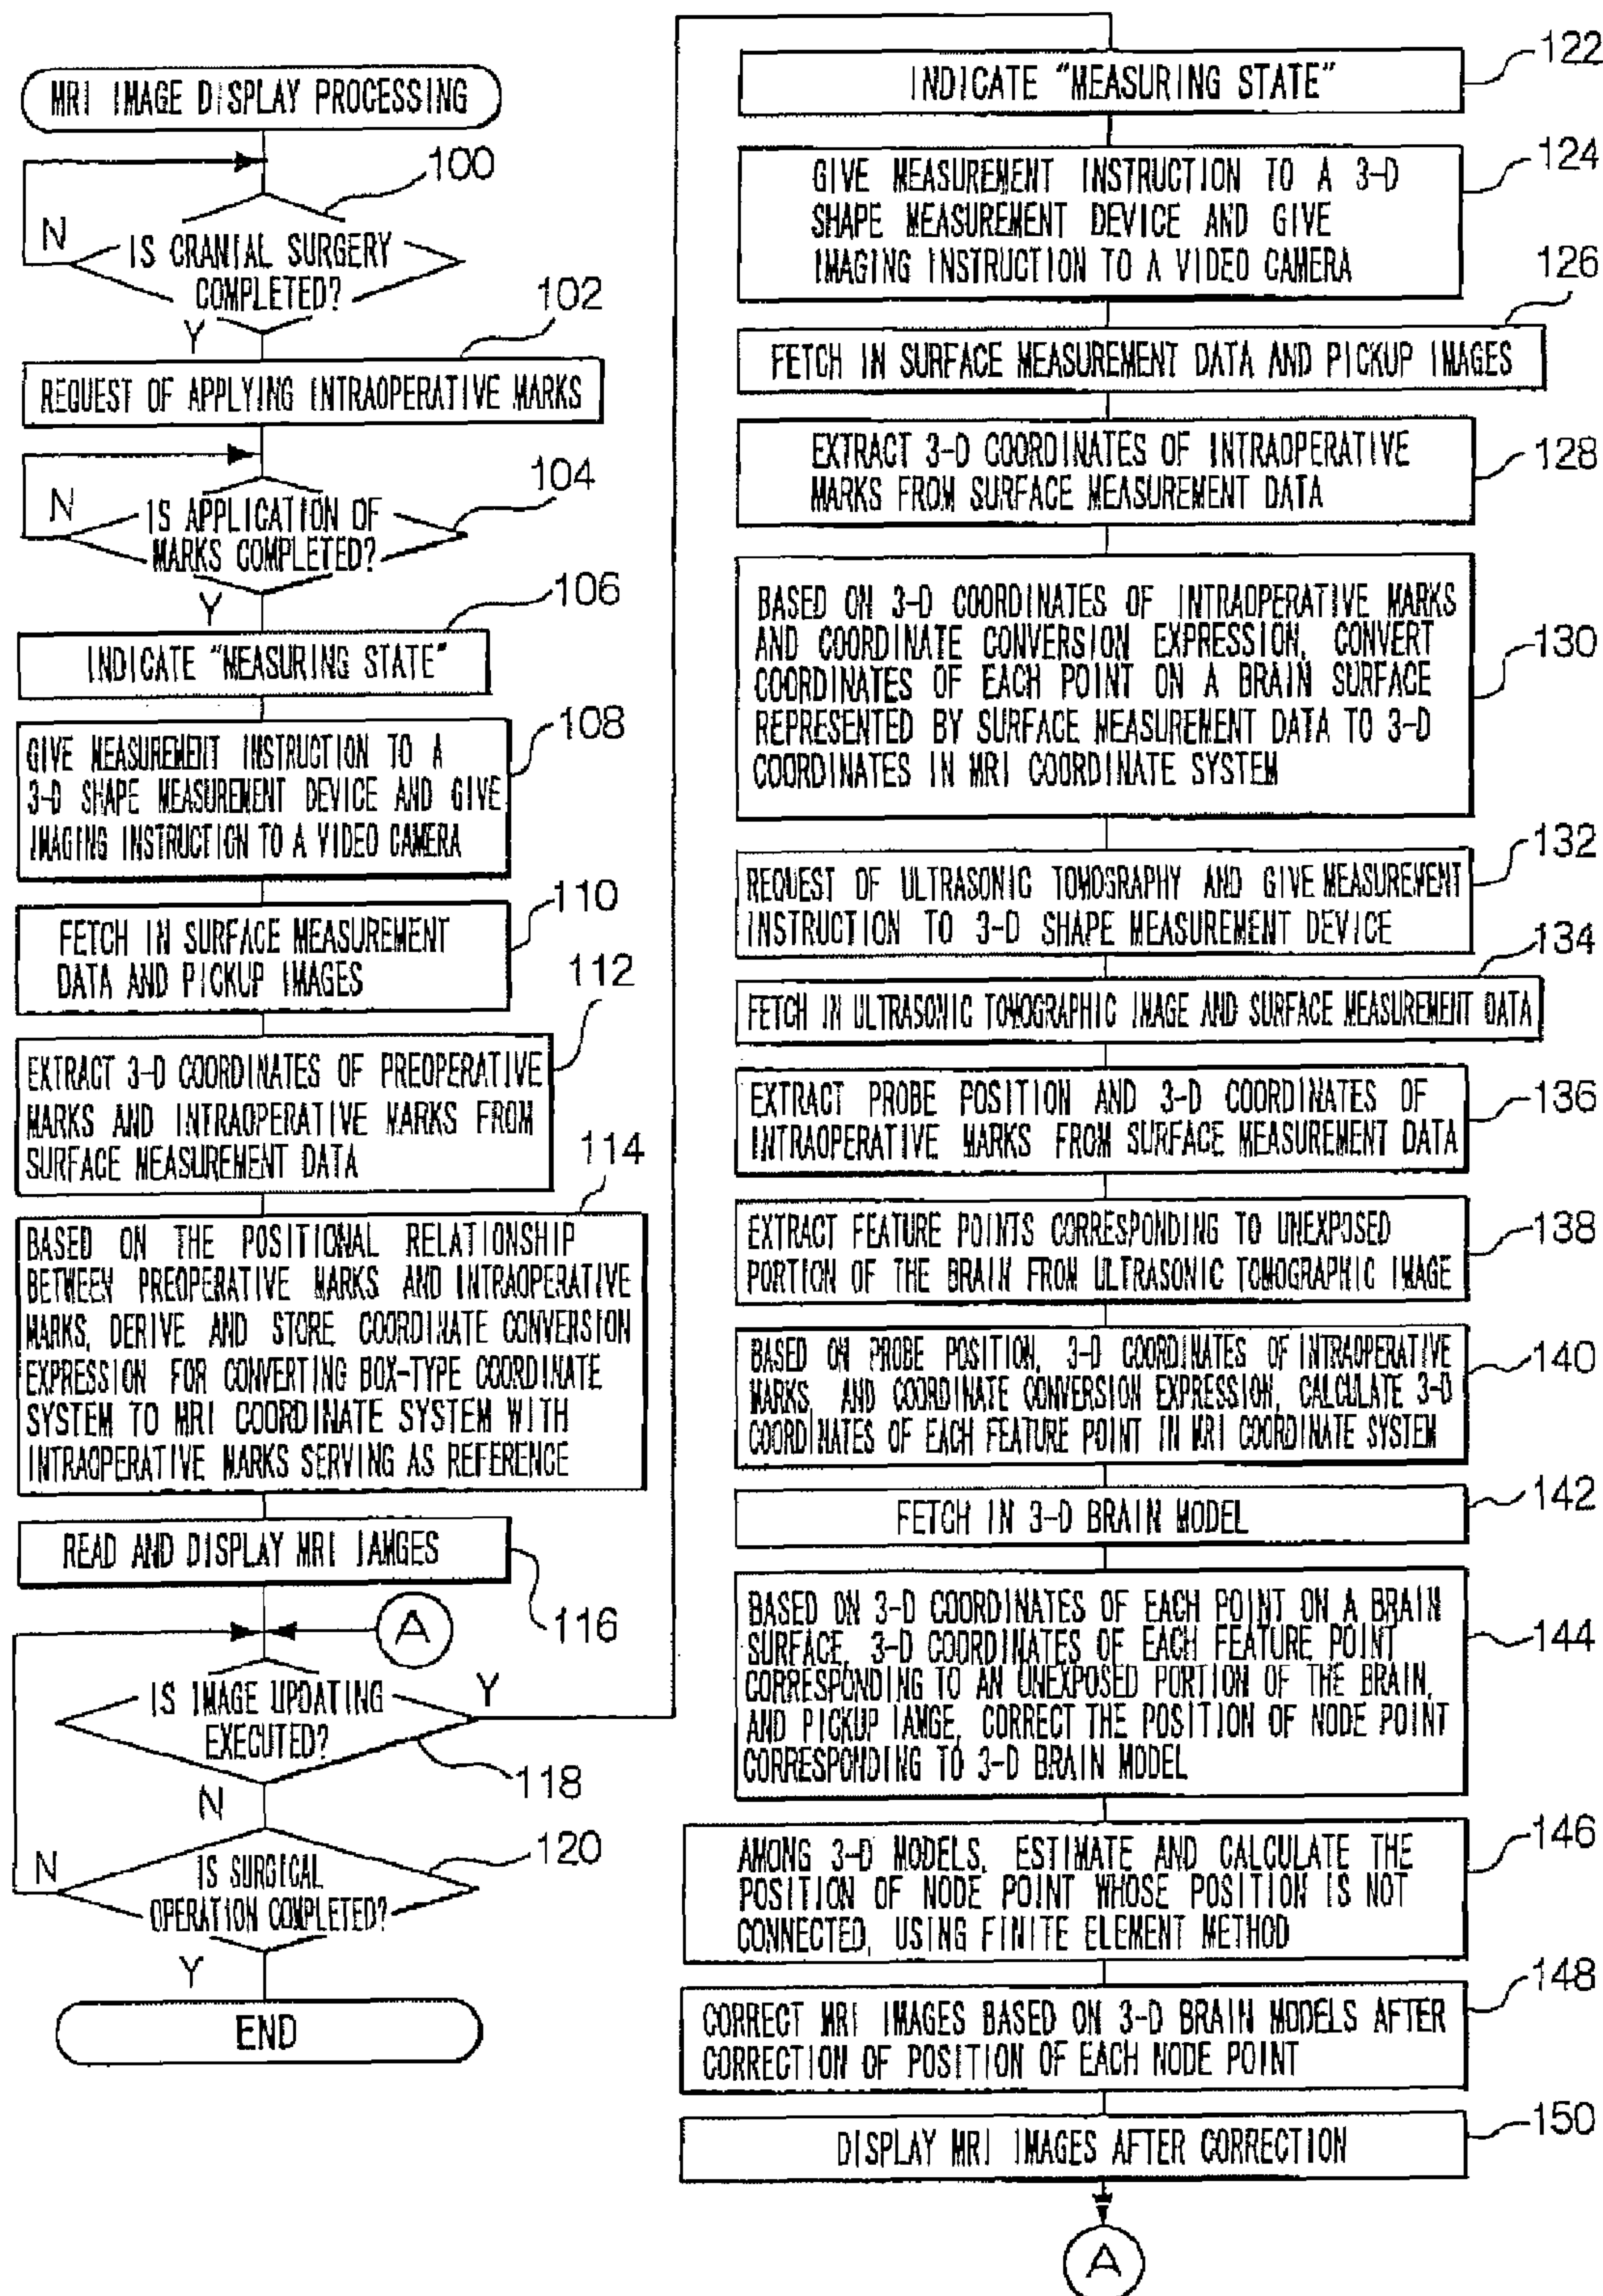 MRI IMAGE DISPLAY PROCESSING
100
N
IS CRANIAL SURGERY
COMPLETED?
Y
102
REQUEST OF APPLYING INTRAOPERATIVE MARKS
104
N
IS APPLICATION OF
MARKS COMPLETED?
Y
106
INDICATE "MEASURING STATE"
108
GIVE MEASUREMENT INSTRUCTION TO A
3-D SHAPE MEASUREMENT DEVICE AND GIVE
IMAGING INSTRUCTION TO A VIDEO CAMERA
110
FETCH IN SURFACE MEASUREMENT
DATA AND PICKUP IMAGES
112
EXTRACT 3-D COORDINATES OF PREOPERATIVE
MARKS AND INTRAOPERATIVE MARKS FROM
SURFACE MEASUREMENT DATA
114
BASED ON THE POSITIONAL RELATIONSHIP
BETWEEN PREOPERATIVE MARKS AND INTRAOPERATIVE
MARKS, DERIVE AND STORE COORDINATE CONVERSION
EXPRESSION FOR CONVERTING BOX-TYPE COORDINATE
SYSTEM TO MRI COORDINATE SYSTEM WITH
INTRAOPERATIVE MARKS SERVING AS REFERENCE
READ AND DISPLAY MRI IAMGES
116
A
IS IMAGE UPDATING
EXECUTED?
Y
118
N
120
N
IS SURGICAL
OPERATION COMPLETED?
Y
END
122
INDICATE "MEASURING STATE"
124
GIVE MEASUREMENT INSTRUCTION TO A 3-D
SHAPE MEASUREMENT DEVICE AND GIVE
IMAGING INSTRUCTION TO A VIDEO CAMERA
126
FETCH IN SURFACE MEASUREMENT DATA AND PICKUP IMAGES
128
EXTRACT 3-D COORDINATES OF INTRAOPERATIVE
MARKS FROM SURFACE MEASUREMENT DATA
130
BASED ON 3-D COORDINATES OF INTRAOPERATIVE MARKS
AND COORDINATE CONVERSION EXPRESSION, CONVERT
COORDINATES OF EACH POINT ON A BRAIN SURFACE
REPRESENTED BY SURFACE MEASUREMENT DATA TO 3-D
COORDINATES IN MRI COORDINATE SYSTEM
132
REQUEST OF ULTRASONIC TOMOGRAPHY AND GIVE MEASUREMENT
INSTRUCTION TO 3-D SHAPE MEASUREMENT DEVICE
134
FETCH IN ULTRASONIC TOMOGRAPHIC IMAGE AND SURFACE MEASUREMENT DATA
136
EXTRACT PROBE POSITION AND 3-D COORDINATES OF
INTRAOPERATIVE MARKS FROM SURFACE MEASUREMENT DATA
138
EXTRACT FEATURE POINTS CORRESPONDING TO UNEXPOSED
PORTION OF THE BRAIN FROM ULTRASONIC TOMOGRAPHIC IMAGE
140
BASED ON PROBE POSITION, 3-D COORDINATES OF INTRAOPERATIVE
MARKS, AND COORDINATE CONVERSION EXPRESSION, CALCULATE 3-D
COORDINATES OF EACH FEATURE POINT IN MRI COORDINATE SYSTEM
142
FETCH IN 3-D BRAIN MODEL
144
BASED ON 3-D COORDINATES OF EACH POINT ON A BRAIN
SURFACE, 3-D COORDINATES OF EACH FEATURE POINT
CORRESPONDING TO AN UNEXPOSED PORTION OF THE BRAIN,
AND PICKUP IAMGE, CORRECT THE POSITION OF NODE POINT
CORRESPONDING TO 3-D BRAIN MODEL
146
AMONG 3-D MODELS, ESTIMATE AND CALCULATE THE
POSITION OF NODE POINT WHOSE POSITION IS NOT
CONNECTED, USING FINITE ELEMENT METHOD
148
CORRECT MRI IMAGES BASED ON 3-D BRAIN MODELS AFTER
CORRECTION OF POSITION OF EACH NODE POINT
150
DISPLAY MRI IMAGES AFTER CORRECTION
A